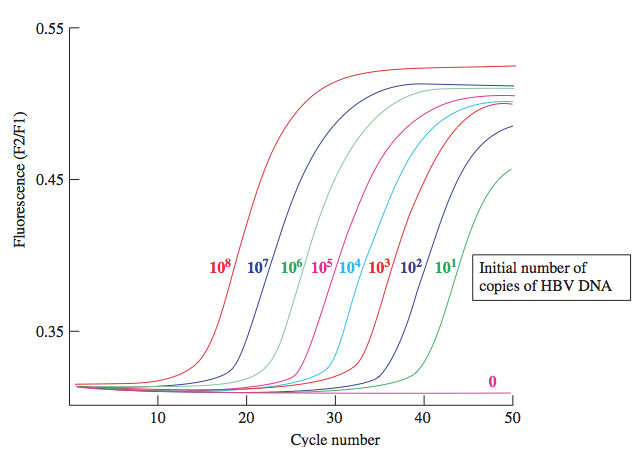 0.55
Fluorescence (F2/F1)
0.45
10⁸ 10⁷ 10⁶ 10⁵ 10⁴ 10³ 10² 10¹
Initial number of
copies of HBV DNA
0.35
0
10 20 30 40 50
Cycle number